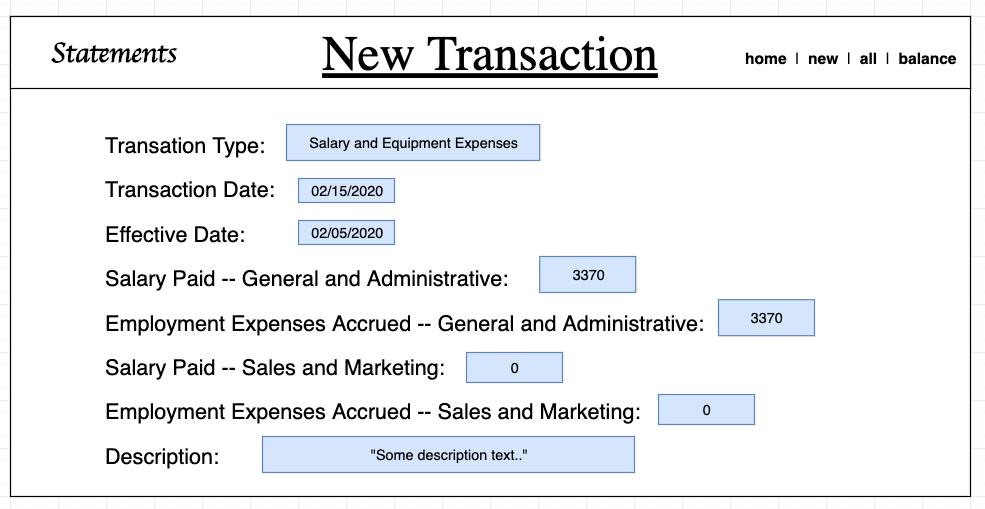 Statements
New Transaction
home | new | all | balance
Transation Type: Salary and Equipment Expenses
Transaction Date: 02/15/2020
Effective Date: 02/05/2020
Salary Paid -- General and Administrative: 3370
Employment Expenses Accrued -- General and Administrative: 3370
Salary Paid -- Sales and Marketing: 0
Employment Expenses Accrued -- Sales and Marketing: 0
Description: "Some description text.."